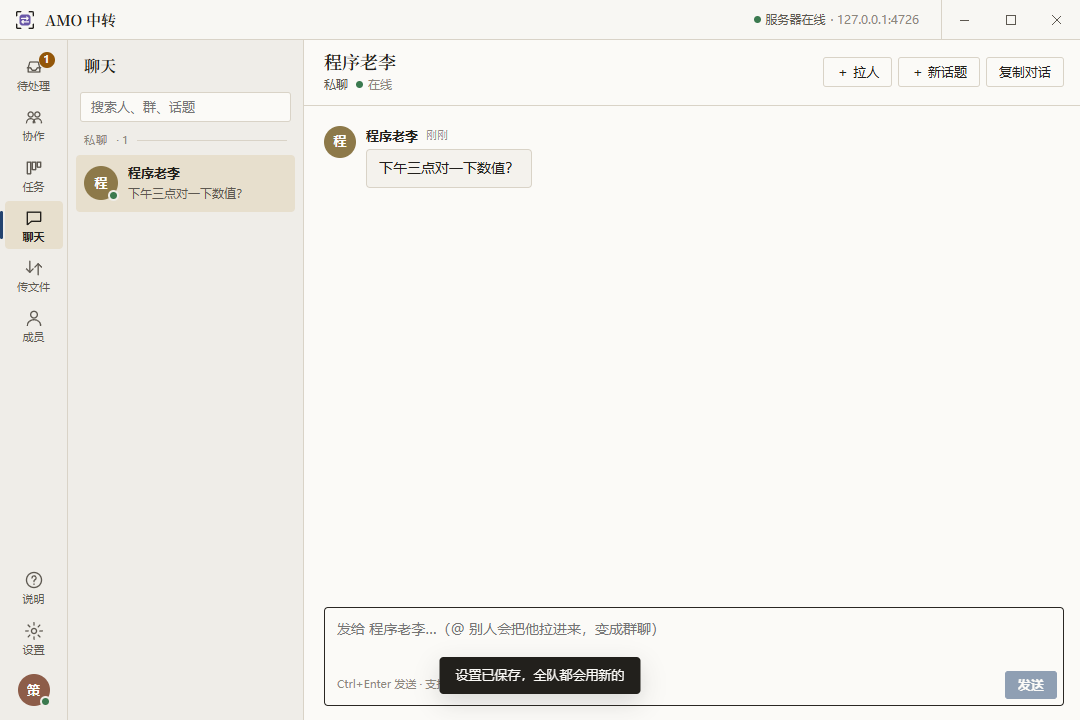 AMO 中转
服务器在线 · 127.0.0.1:4726
1
待处理
协作
任务
聊天
传文件
成员
说明
设置
策
聊天
搜索人、群、话题
私聊 · 1
程
程序老李
下午三点对一下数值？
程序老李
私聊 在线
+ 拉人
+ 新话题
复制对话
程
程序老李 刚刚
下午三点对一下数值？
发给 程序老李...（@ 别人会把他拉进来，变成群聊）
Ctrl+Enter 发送 · 支
设置已保存，全队都会用新的
发送